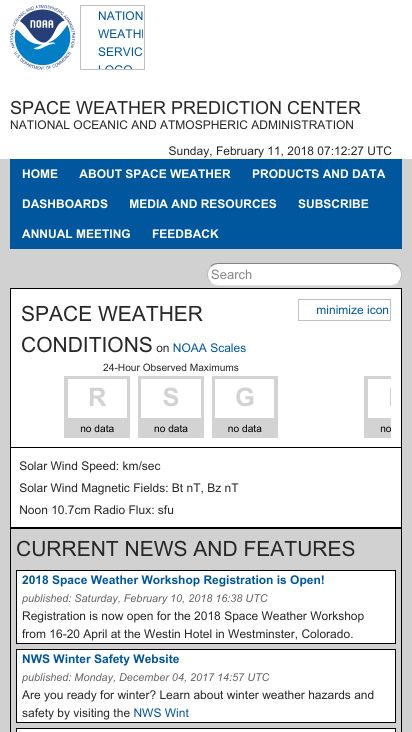 NOAA
NATION
WEATHI
SERVIC
LOGO
SPACE WEATHER PREDICTION CENTER
NATIONAL OCEANIC AND ATMOSPHERIC ADMINISTRATION
Sunday, February 11, 2018 07:12:27 UTC
HOME ABOUT SPACE WEATHER PRODUCTS AND DATA
DASHBOARDS MEDIA AND RESOURCES SUBSCRIBE
ANNUAL MEETING FEEDBACK
Search
SPACE WEATHER
minimize icon
CONDITIONS on NOAA Scales
24-Hour Observed Maximums
R S G
no data no data no data no
Solar Wind Speed: km/sec
Solar Wind Magnetic Fields: Bt nT, Bz nT
Noon 10.7cm Radio Flux: sfu
CURRENT NEWS AND FEATURES
2018 Space Weather Workshop Registration is Open!
published: Saturday, February 10, 2018 16:38 UTC
Registration is now open for the 2018 Space Weather Workshop
from 16-20 April at the Westin Hotel in Westminster, Colorado.
NWS Winter Safety Website
published: Monday, December 04, 2017 14:57 UTC
Are you ready for winter? Learn about winter weather hazards and
safety by visiting the NWS Wint